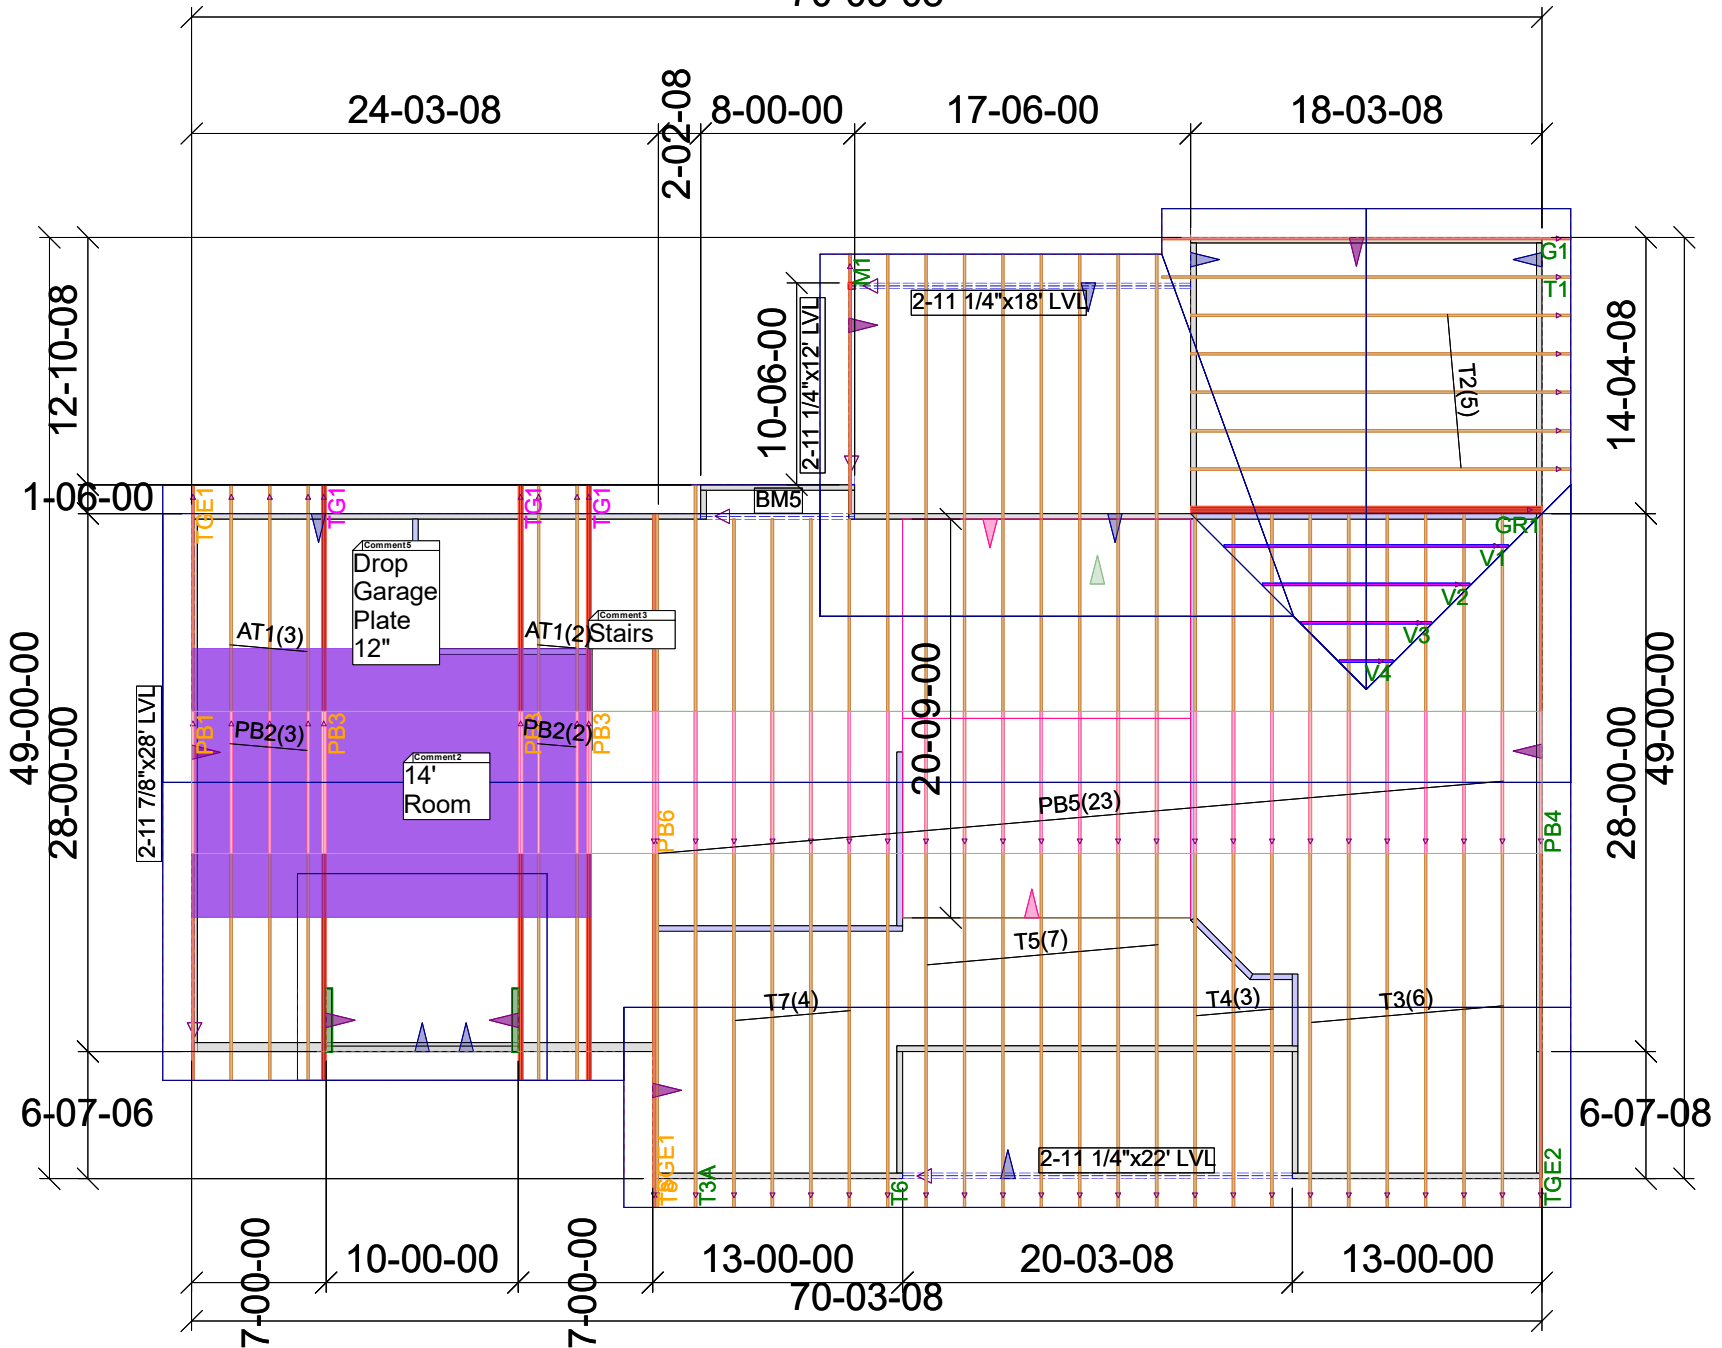 24-03-08
2-02-08
8-00-00
17-06-00
18-03-08
12-10-08
10-06-00
2-11 1/4"x12' LVL
M1
2-11 1/4"x18' LVL
G1
T1
T2(5)
14-04-08
1-06-00
TGE1
TG1
TG1
TG1
BM5
GR1
V1
V2
V3
V4
Comment5
Drop
Garage
Plate
12"
Comment3
Stairs
AT1(3)
AT1(2)
49-00-00
28-00-00
2-11 7/8"x28' LVL
PB1
PB2(3)
PB3
PB3
PB2(2)
PB3
Comment2
14'
Room
20-09-00
PB6
PB5(23)
PB4
28-00-00
49-00-00
T5(7)
T7(4)
T4(3)
T3(6)
6-07-06
6-07-08
2-11 1/4"x22' LVL
T3A
T6
TGE2
7-00-00
10-00-00
7-00-00
13-00-00
20-03-08
13-00-00
70-03-08